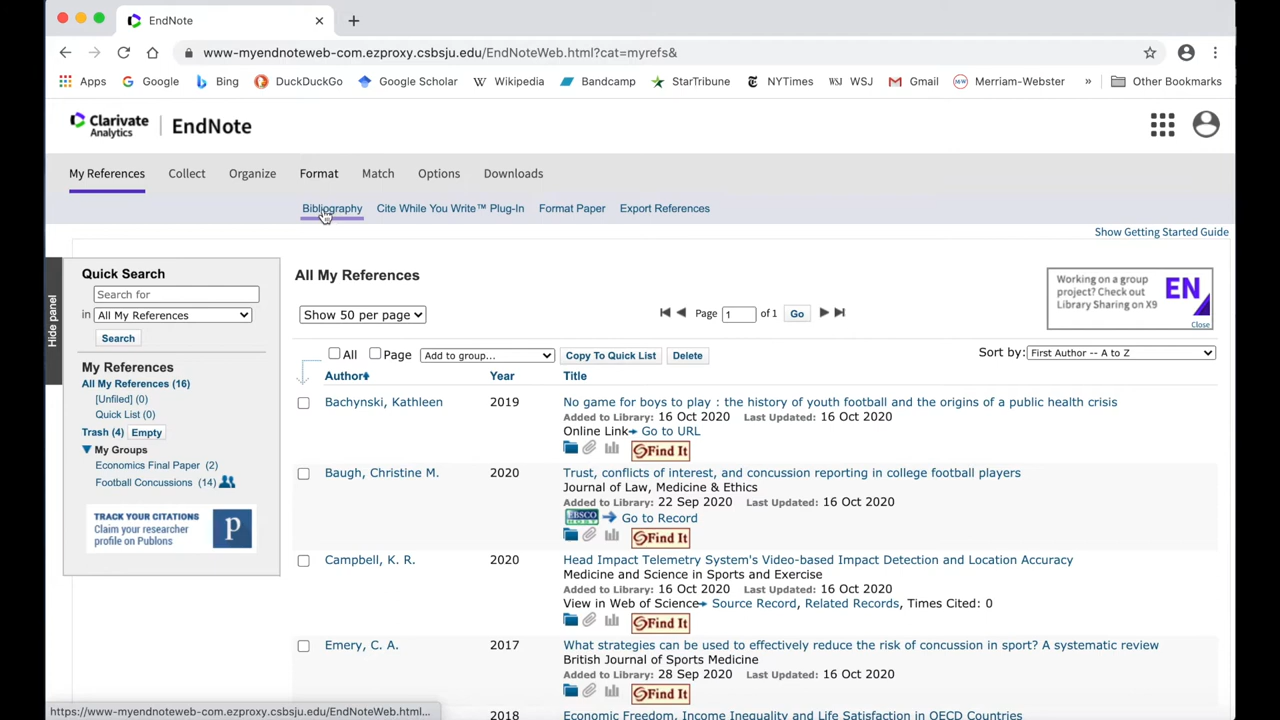 EndNote
www-myendnoteweb-com.ezproxy.csbsju.edu/EndNoteWeb.html?cat=myrefs&
Apps Google Bing DuckDuckGo Google Scholar Wikipedia Bandcamp StarTribune NYTimes WSJ WSJ Gmail Merriam-Webster » Other Bookmarks
Clarivate Analytics | EndNote
My References Collect Organize Format Match Options Downloads
Bibliography Cite While You Write™ Plug-In Format Paper Export References
Show Getting Started Guide
Hide panel
Quick Search
Search for
in All My References
Search
My References
All My References (16)
[Unfiled] (0)
Quick List (0)
Trash (4) Empty
My Groups
Economics Final Paper (2)
Football Concussions (14)
TRACK YOUR CITATIONS
Claim your researcher
profile on Publons
p
All My References
Working on a group
project? Check out
Library Sharing on X9
EN
Close
Show 50 per page
Page 1 of 1 Go
All Page Add to group... Copy To Quick List Delete
Sort by: First Author -- A to Z
Author Year Title
Bachynski, Kathleen 2019 No game for boys to play : the history of youth football and the origins of a public health crisis
Added to Library: 16 Oct 2020 Last Updated: 16 Oct 2020
Online Link Go to URL
Find It
Baugh, Christine M. 2020 Trust, conflicts of interest, and concussion reporting in college football players
Journal of Law, Medicine & Ethics
Added to Library: 22 Sep 2020 Last Updated: 16 Oct 2020
EBSCO HOST Go to Record
Find It
Campbell, K. R. 2020 Head Impact Telemetry System's Video-based Impact Detection and Location Accuracy
Medicine and Science in Sports and Exercise
Added to Library: 16 Oct 2020 Last Updated: 16 Oct 2020
View in Web of Science Source Record, Related Records, Times Cited: 0
Find It
Emery, C. A. 2017 What strategies can be used to effectively reduce the risk of concussion in sport? A systematic review
British Journal of Sports Medicine
Added to Library: 28 Sep 2020 Last Updated: 16 Oct 2020
Find It
2018 Economic Freedom, Income Inequality and Life Satisfaction in OECD Countries
https://www-myendnoteweb-com.ezproxy.csbsju.edu/EndNoteWeb.html...